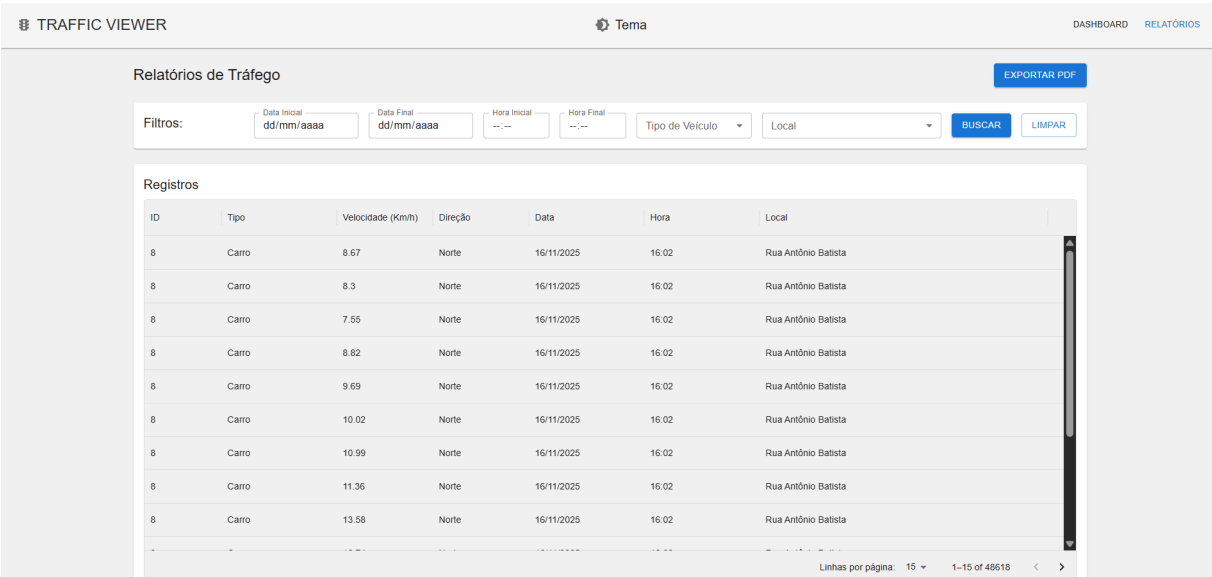 TRAFFIC VIEWER Tema DASHBOARD RELATÓRIOS
Relatórios de Tráfego EXPORTAR PDF
Data Inicial Data Final Hora Inicial Hora Final
Filtros: dd/mm/aaaa dd/mm/aaaa --:-- --:-- Tipo de Veículo Local BUSCAR LIMPAR
Registros
ID Tipo Velocidade (Km/h) Direção Data Hora Local
8 Carro 8.67 Norte 16/11/2025 16:02 Rua Antônio Batista
8 Carro 8.3 Norte 16/11/2025 16:02 Rua Antônio Batista
8 Carro 7.55 Norte 16/11/2025 16:02 Rua Antônio Batista
8 Carro 8.82 Norte 16/11/2025 16:02 Rua Antônio Batista
8 Carro 9.69 Norte 16/11/2025 16:02 Rua Antônio Batista
8 Carro 10.02 Norte 16/11/2025 16:02 Rua Antônio Batista
8 Carro 10.99 Norte 16/11/2025 16:02 Rua Antônio Batista
8 Carro 11.36 Norte 16/11/2025 16:02 Rua Antônio Batista
8 Carro 13.58 Norte 16/11/2025 16:02 Rua Antônio Batista
Linhas por página: 15 1–15 of 48618